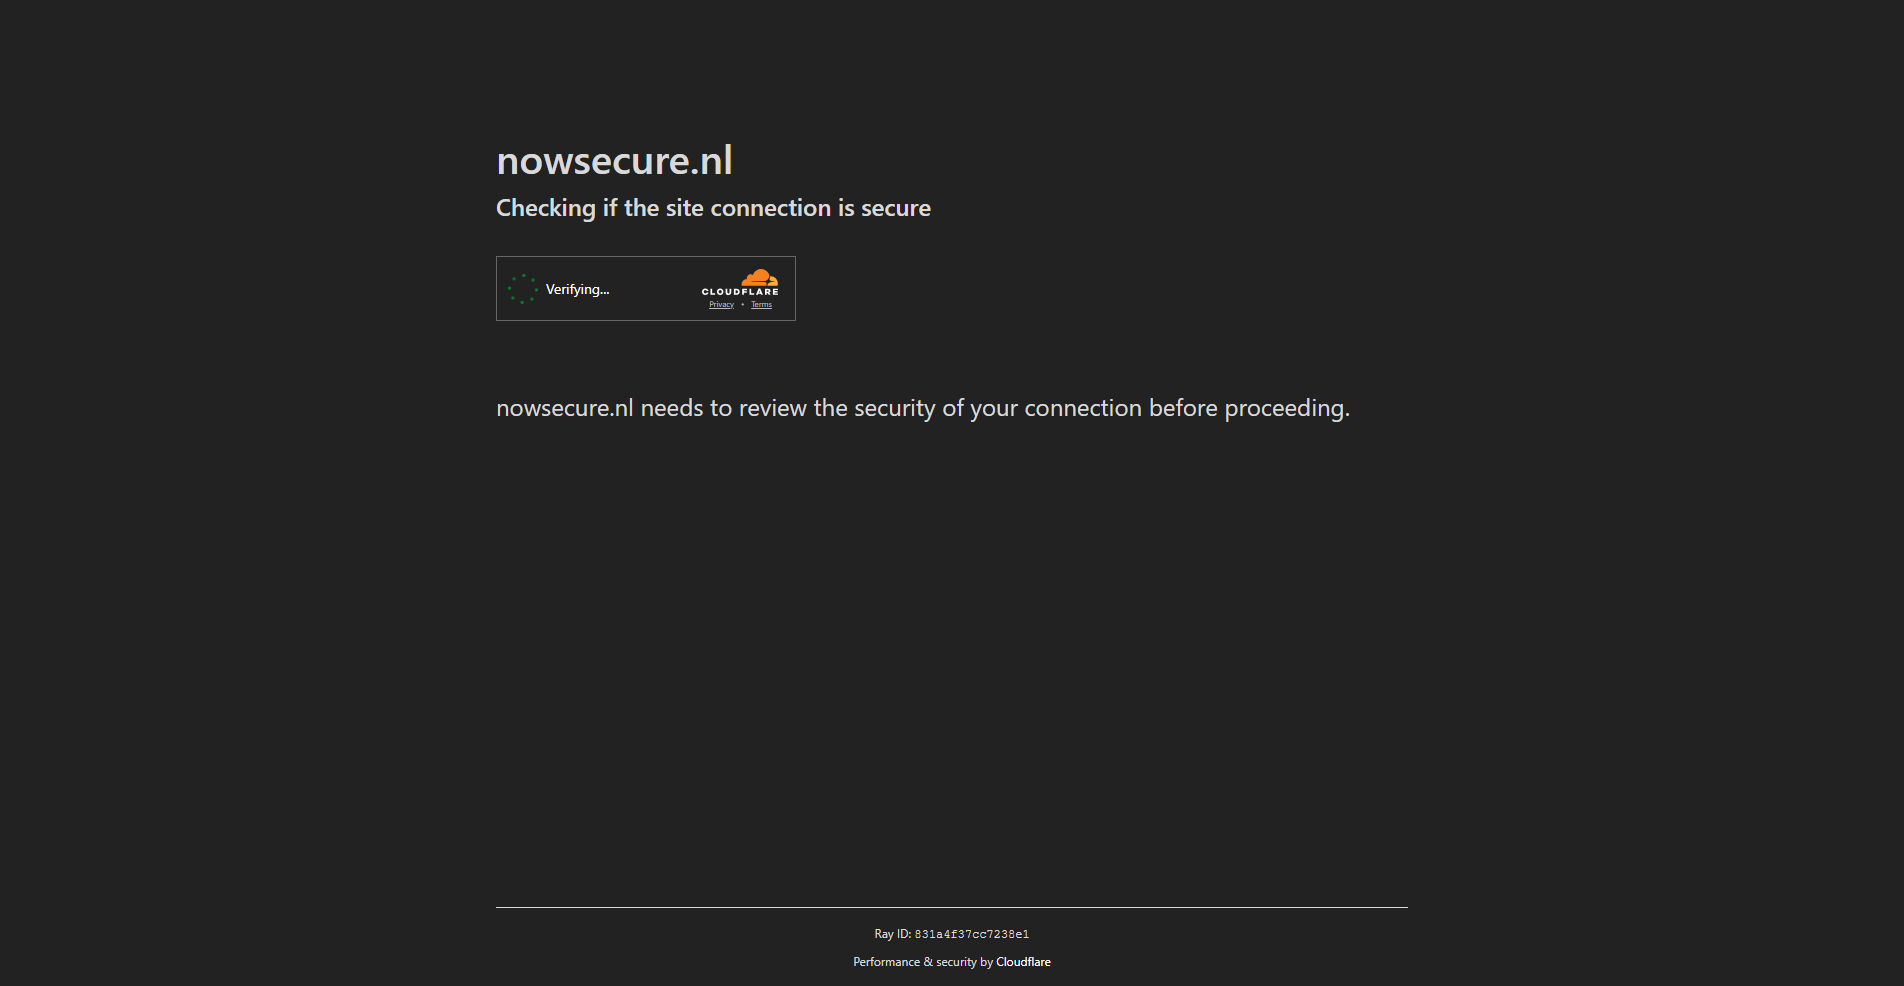 nowsecure.nl
Checking if the site connection is secure
Verifying...
CLOUDFLARE
Privacy • Terms
nowsecure.nl needs to review the security of your connection before proceeding.
Ray ID: 831a4f37cc7238e1
Performance & security by Cloudflare